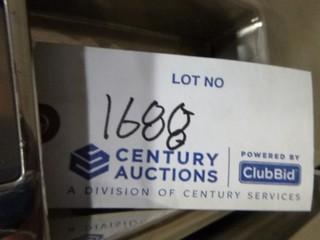 LOT NO
1688
CENTURY AUCTIONS
POWERED BY
ClubBid
A DIVISION OF CENTURY SERVICES